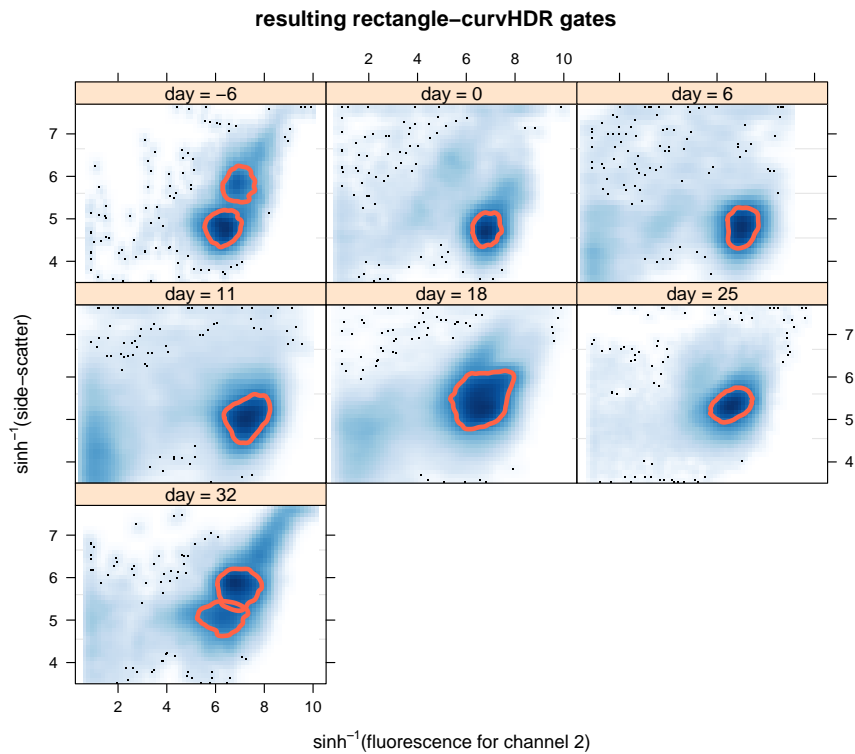 resulting rectangle−curvHDR gates
2 4 6 8 10
day = −6 day = 0 day = 6
7
6
5
4
day = 11 day = 18 day = 25
7
6
5
4
day = 32
7
6
5
4
2 4 6 8 10
sinh⁻¹(side−scatter)
sinh⁻¹(fluorescence for channel 2)